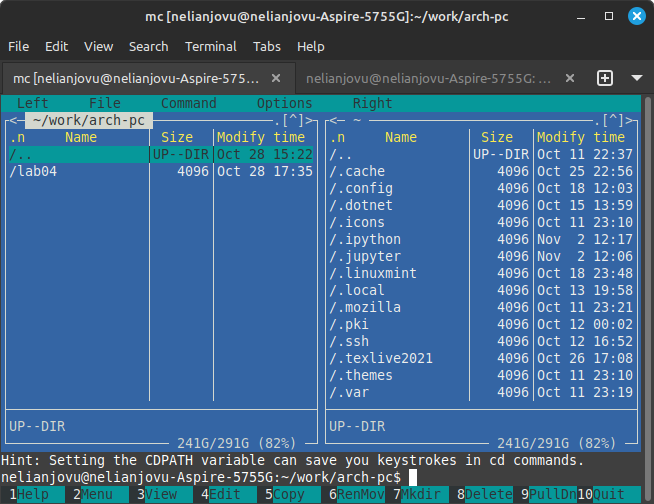 mc [nelianjovu@nelianjovu-Aspire-5755G]:~/work/arch-pc
File Edit View Search Terminal Tabs Help
mc [nelianjovu@nelianjovu-Aspire-575... nelianjovu@nelianjovu-Aspire-5755G: ...
Left File Command Options Right
<─ ~/work/arch-pc .[^]> <─ ~ .[^]>
.n Name Size Modify time .n Name Size Modify time
/.. UP--DIR Oct 28 15:22 /.. UP--DIR Oct 11 22:37
/lab04 4096 Oct 28 17:35 /.cache 4096 Oct 25 22:56
/.config 4096 Oct 18 12:03
/.dotnet 4096 Oct 15 13:59
/.icons 4096 Oct 11 23:10
/.ipython 4096 Nov 2 12:17
/.jupyter 4096 Nov 2 12:06
/.linuxmint 4096 Oct 18 23:48
/.local 4096 Oct 13 19:58
/.mozilla 4096 Oct 11 23:21
/.pki 4096 Oct 12 00:02
/.ssh 4096 Oct 12 16:52
/.texlive2021 4096 Oct 26 17:08
/.themes 4096 Oct 11 23:10
/.var 4096 Oct 11 23:19
UP--DIR UP--DIR
241G/291G (82%) 241G/291G (82%)
Hint: Setting the CDPATH variable can save you keystrokes in cd commands.
nelianjovu@nelianjovu-Aspire-5755G:~/work/arch-pc$
1Help 2Menu 3View 4Edit 5Copy 6RenMov 7Mkdir 8Delete 9PullDn 10Quit